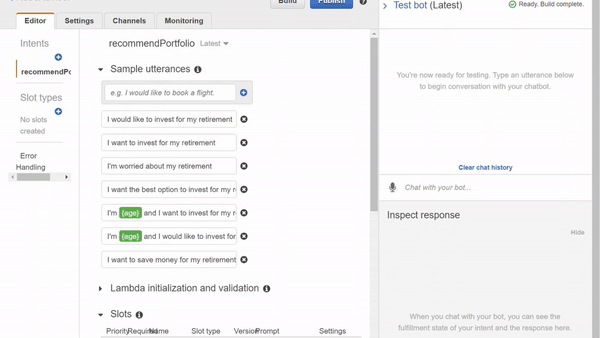 Build
Publish
Test bot (Latest)
Ready. Build complete.
Editor
Settings
Channels
Monitoring
Intents
recommendPortfolio
Latest
recommendPo
Sample utterances
Slot types
e.g. I would like to book a flight.
No slots
created
I would like to invest for my retirement
I want to invest for my retirement
Error
Handling
I'm worried about my retirement
I want the best option to invest for my r
I'm {age} and I want to invest for my r
I'm {age} and I would like to invest for
I want to save money for my retirement
Lambda initialization and validation
Slots
Priority
Required
Name
Slot type
Version
Prompt
Settings
You're now ready for testing. Type an utterance below
to begin conversation with your chatbot.
Clear chat history
Chat with your bot...
Inspect response
Hide
When you chat with your bot, you can see the
fulfillment state of your intent and the response here.